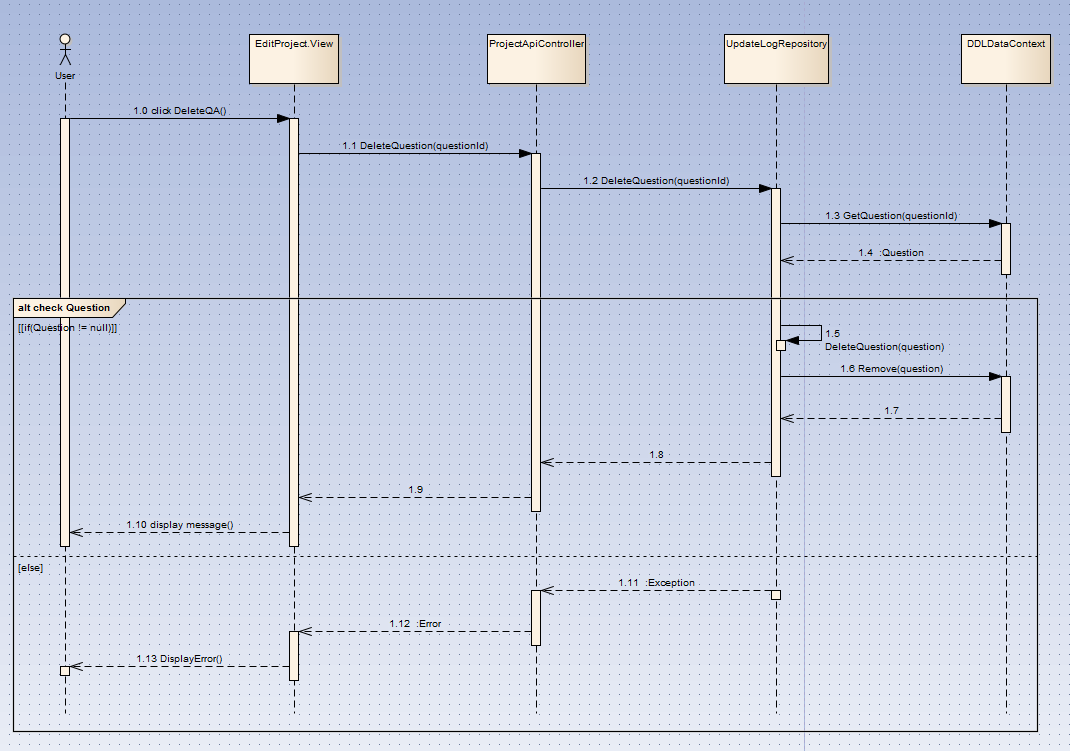 User
EditProject.View
ProjectApiController
UpdateLogRepository
DDLDataContext
1.0 click DeleteQA()
1.1 DeleteQuestion(questionId)
1.2 DeleteQuestion(questionId)
1.3 GetQuestion(questionId)
1.4 :Question
alt check Question
[[if(Question != null)]]
1.5
DeleteQuestion(question)
1.6 Remove(question)
1.7
1.8
1.9
1.10 display message()
[else]
1.11 :Exception
1.12 :Error
1.13 DisplayError()